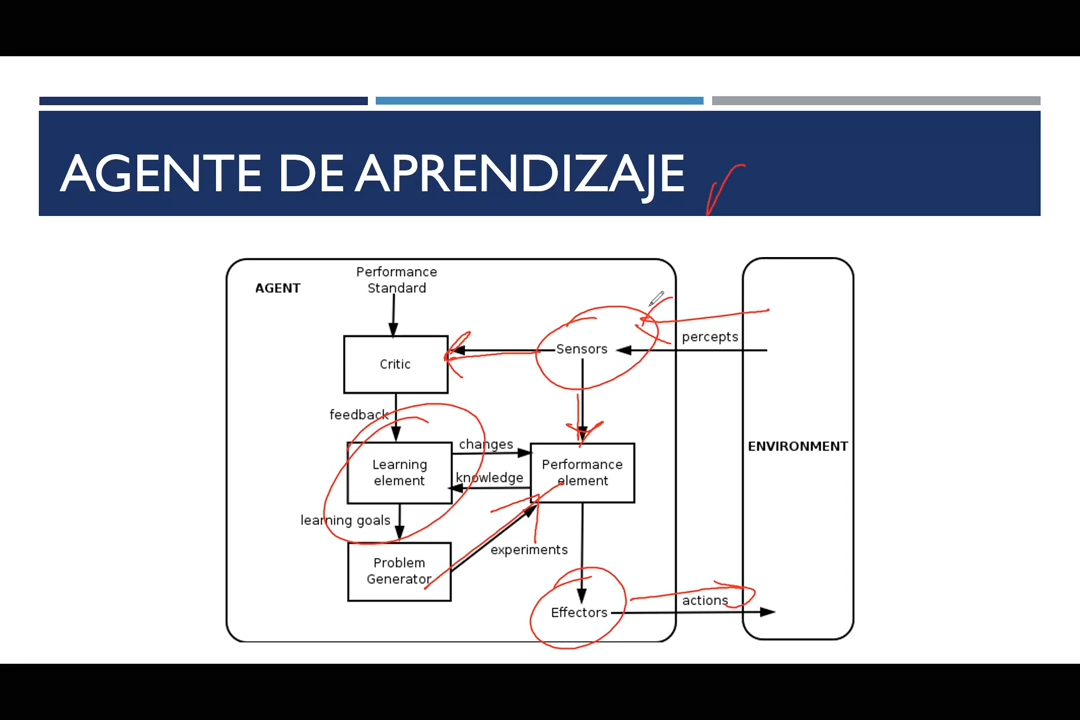 AGENTE DE APRENDIZAJE
AGENT
Performance
Standard
Critic
Sensors
percepts
feedback
changes
Learning
element
knowledge
Performance
element
ENVIRONMENT
learning goals
Problem
Generator
experiments
Effectors
actions